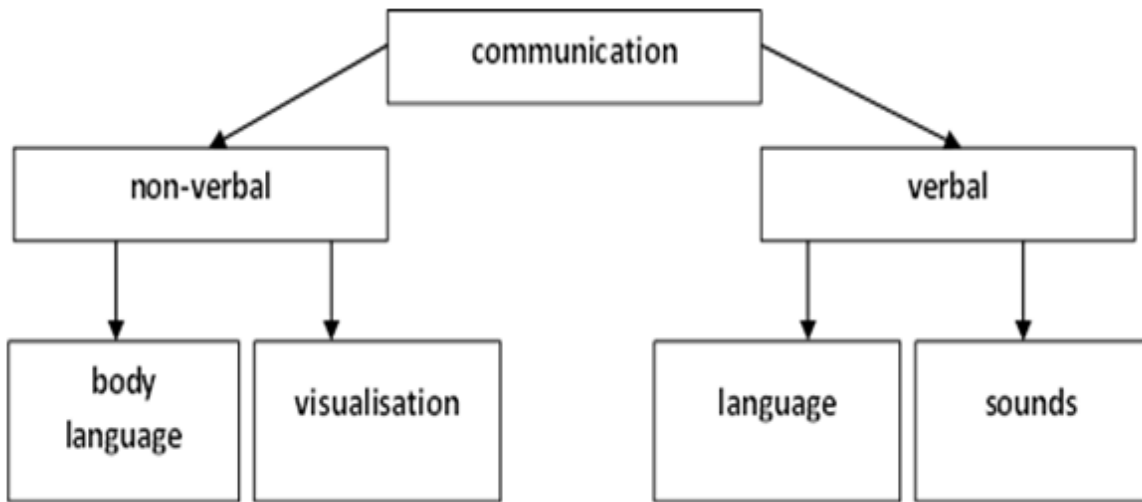 communication
non-verbal
verbal
body
language
visualisation
language
sounds